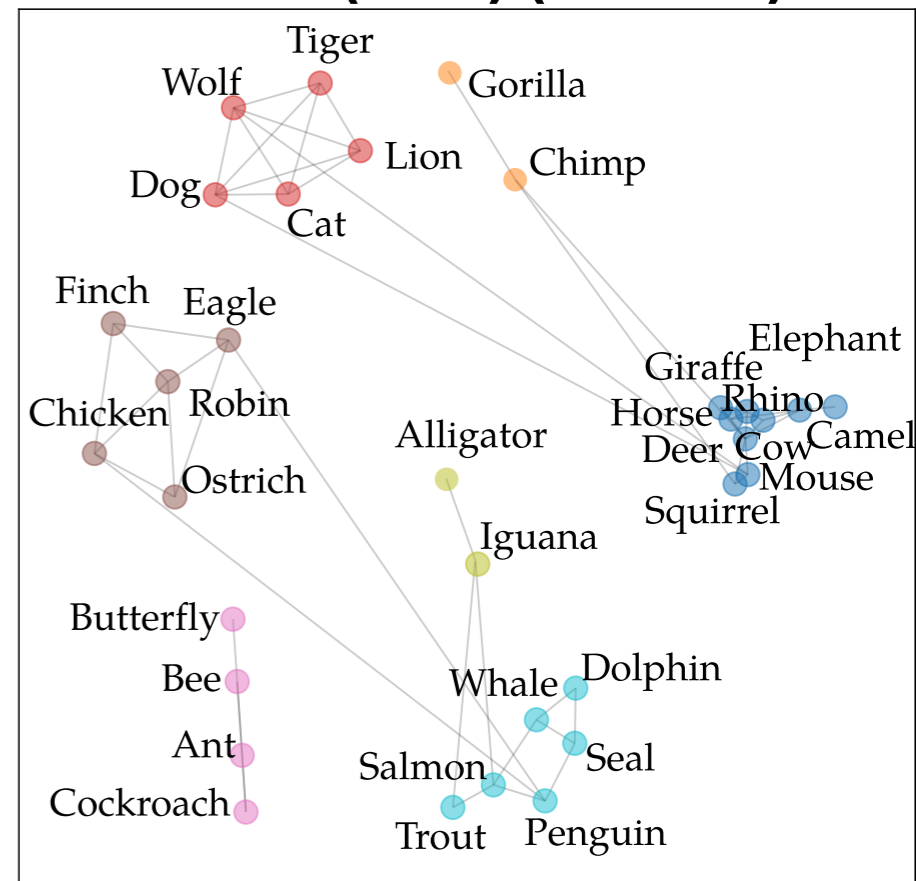 Tiger
Wolf
Gorilla
Lion
Chimp
Dog
Cat
Finch
Eagle
Elephant
Giraffe
Chicken
Robin
Horse
Rhino
Alligator
Deer
Cow
Camel
Ostrich
Mouse
Squirrel
Iguana
Butterfly
Bee
Whale
Dolphin
Ant
Salmon
Seal
Cockroach
Trout
Penguin